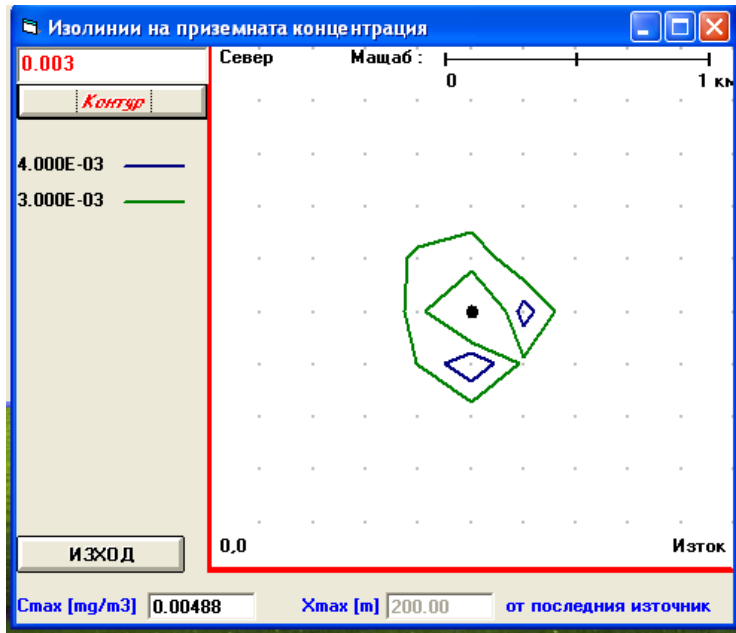 Изолинии на приземната концентрация
0.003
Контур
4.000E-03
3.000E-03
Север
Мащаб :
0
1 км
0,0
Изток
ИЗХОД
Cmax [mg/m3] 0.00488 Xmax [m] 200.00 от последния източник